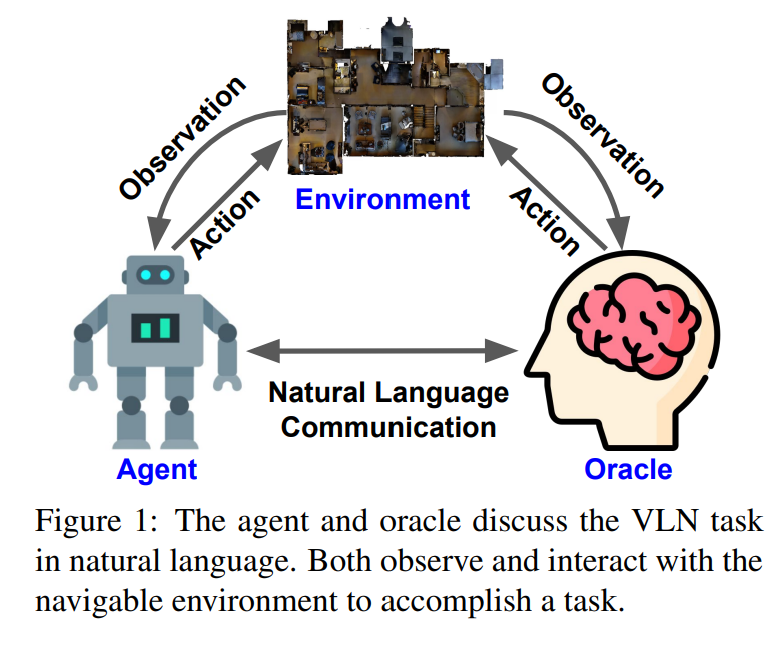 Observation
Observation
Action
Action
Environment
Natural Language
Communication
Agent
Oracle
Figure 1: The agent and oracle discuss the VLN task
in natural language. Both observe and interact with the
navigable environment to accomplish a task.